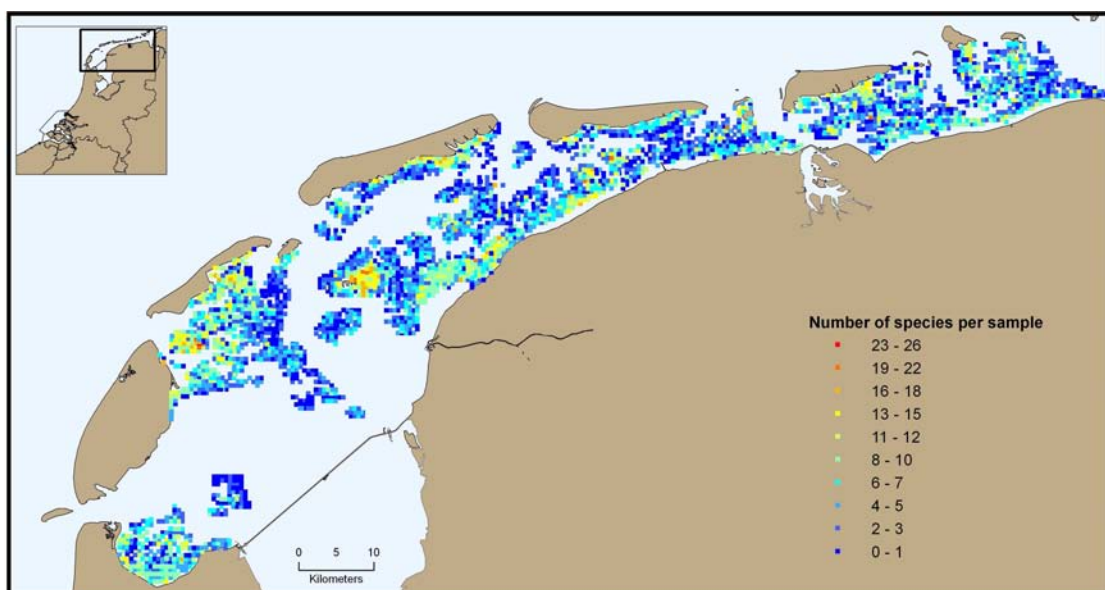 Number of species per sample
23 - 26
19 - 22
16 - 18
13 - 15
11 - 12
8 - 10
6 - 7
4 - 5
2 - 3
0 - 1
0 5 10
Kilometers